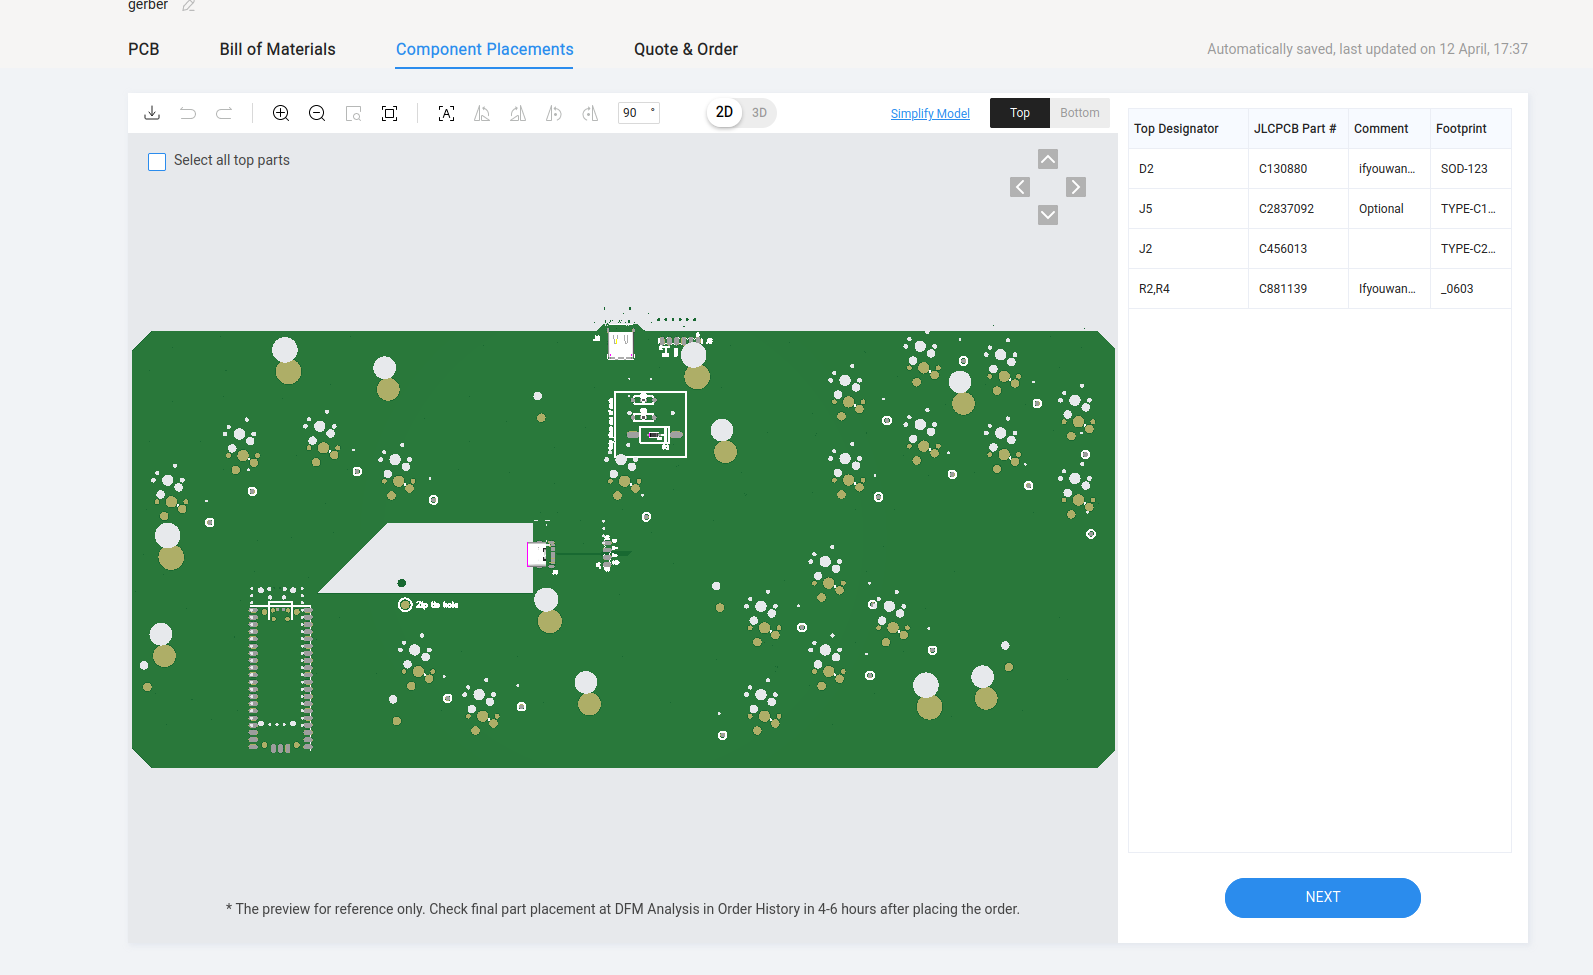 gerber
PCB Bill of Materials Component Placements Quote & Order Automatically saved, last updated on 12 April, 17:37
90 ° 2D 3D Simplify Model Top Bottom
Select all top parts
Top Designator JLCPCB Part # Comment Footprint
D2 C130880 ifyouwan... SOD-123
J5 C2837092 Optional TYPE-C1...
J2 C456013 TYPE-C2...
R2,R4 C881139 Ifyouwan... _0603
Zip tie hole
* The preview for reference only. Check final part placement at DFM Analysis in Order History in 4-6 hours after placing the order.
NEXT